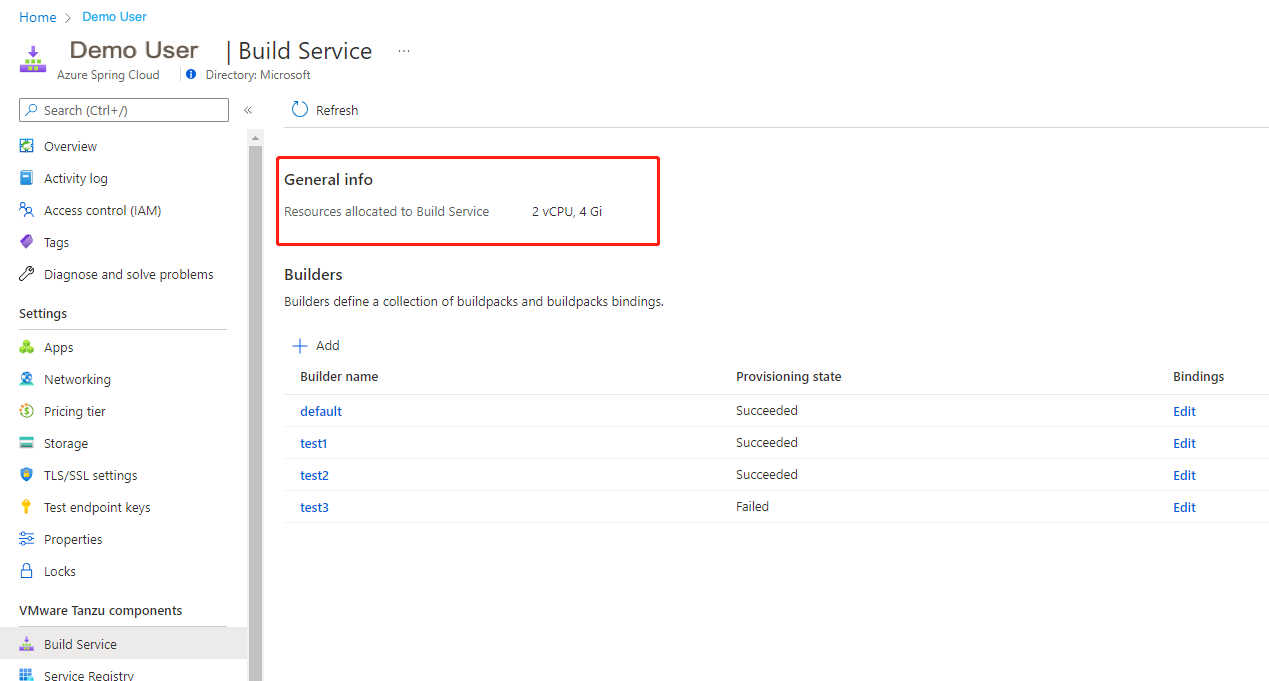 Home > Demo User
Demo User | Build Service ...
Azure Spring Cloud Directory: Microsoft
Search (Ctrl+/) «
Overview
Activity log
Access control (IAM)
Tags
Diagnose and solve problems
Settings
Apps
Networking
Pricing tier
Storage
TLS/SSL settings
Test endpoint keys
Properties
Locks
VMware Tanzu components
Build Service
Service Registry
Refresh
General info
Resources allocated to Build Service 2 vCPU, 4 Gi
Builders
Builders define a collection of buildpacks and buildpacks bindings.
Add
Builder name Provisioning state Bindings
default Succeeded Edit
test1 Succeeded Edit
test2 Succeeded Edit
test3 Failed Edit